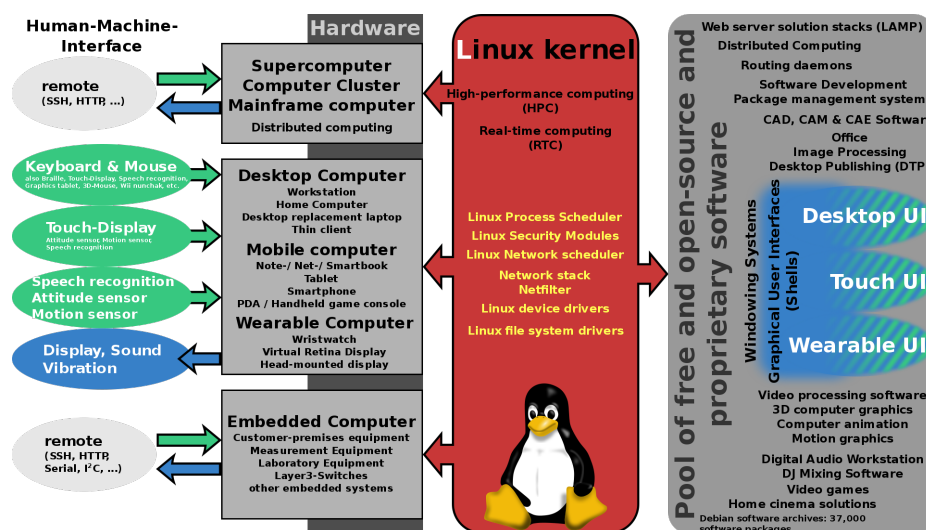 Human-Machine-
Interface
remote
(SSH, HTTP, ...)
Keyboard & Mouse
also Braille, Touch-Display, Speech recognition,
Graphics tablet, 3D-Mouse, Wii nunchak, etc.
Touch-Display
Attitude sensor, Motion sensor,
Speech recognition
Speech recognition
Attitude sensor
Motion sensor
Display, Sound
Vibration
remote
(SSH, HTTP,
Serial, I²C, ...)
Hardware
Supercomputer
Computer Cluster
Mainframe computer
Distributed computing
Desktop Computer
Workstation
Home Computer
Desktop replacement laptop
Thin client
Mobile computer
Note-/ Net-/ Smartbook
Tablet
Smartphone
PDA / Handheld game console
Wearable Computer
Wristwatch
Virtual Retina Display
Head-mounted display
Embedded Computer
Customer-premises equipment
Measurement Equipment
Laboratory Equipment
Layer3-Switches
other embedded systems
Linux kernel
High-performance computing
(HPC)
Real-time computing
(RTC)
Linux Process Scheduler
Linux Security Modules
Linux Network scheduler
Network stack
Netfilter
Linux device drivers
Linux file system drivers
Pool of free and open-source and
proprietary software
Web server solution stacks (LAMP)
Distributed Computing
Routing daemons
Software Development
Package management systems
CAD, CAM & CAE Software
Office
Image Processing
Desktop Publishing (DTP)
Windowing Systems
Graphical User Interfaces
(Shells)
Desktop UI
Touch UI
Wearable UI
Video processing software
3D computer graphics
Computer animation
Motion graphics
Digital Audio Workstation
DJ Mixing Software
Video games
Home cinema solutions
Debian software archives: 37,000
software packages